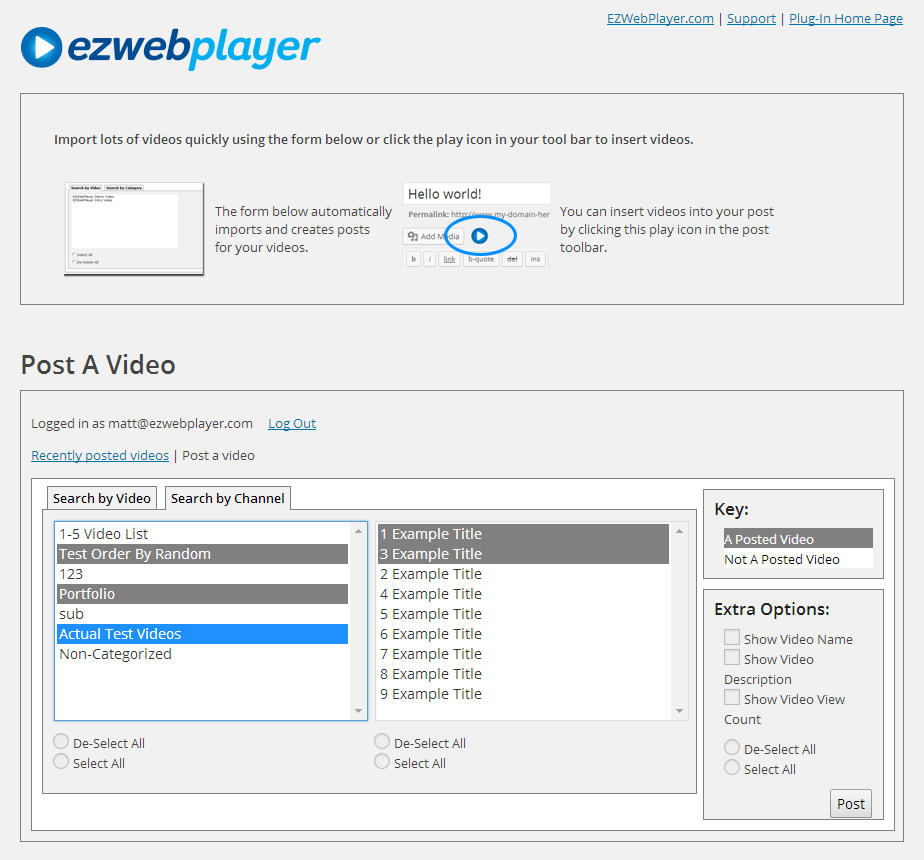 EZWebPlayer.com | Support | Plug-In Home Page
ezwebplayer
Import lots of videos quickly using the form below or click the play icon in your tool bar to insert videos.
Search by Video Search by Category
EZWebPlayer Demo Video
EZWebPlayer Intro Video
Select All
De-Select All
The form below automatically
imports and creates posts
for your videos.
Hello world!
Permalink: http://www.my-domain-her
Add Media
b i link b-quote del ins
You can insert videos into your post
by clicking this play icon in the post
toolbar.
Post A Video
Logged in as matt@ezwebplayer.com Log Out
Recently posted videos | Post a video
Search by Video Search by Channel
1-5 Video List
Test Order By Random
123
Portfolio
sub
Actual Test Videos
Non-Categorized
De-Select All
Select All
1 Example Title
3 Example Title
2 Example Title
4 Example Title
5 Example Title
6 Example Title
7 Example Title
8 Example Title
9 Example Title
De-Select All
Select All
Key:
A Posted Video
Not A Posted Video
Extra Options:
Show Video Name
Show Video
Description
Show Video View
Count
De-Select All
Select All
Post